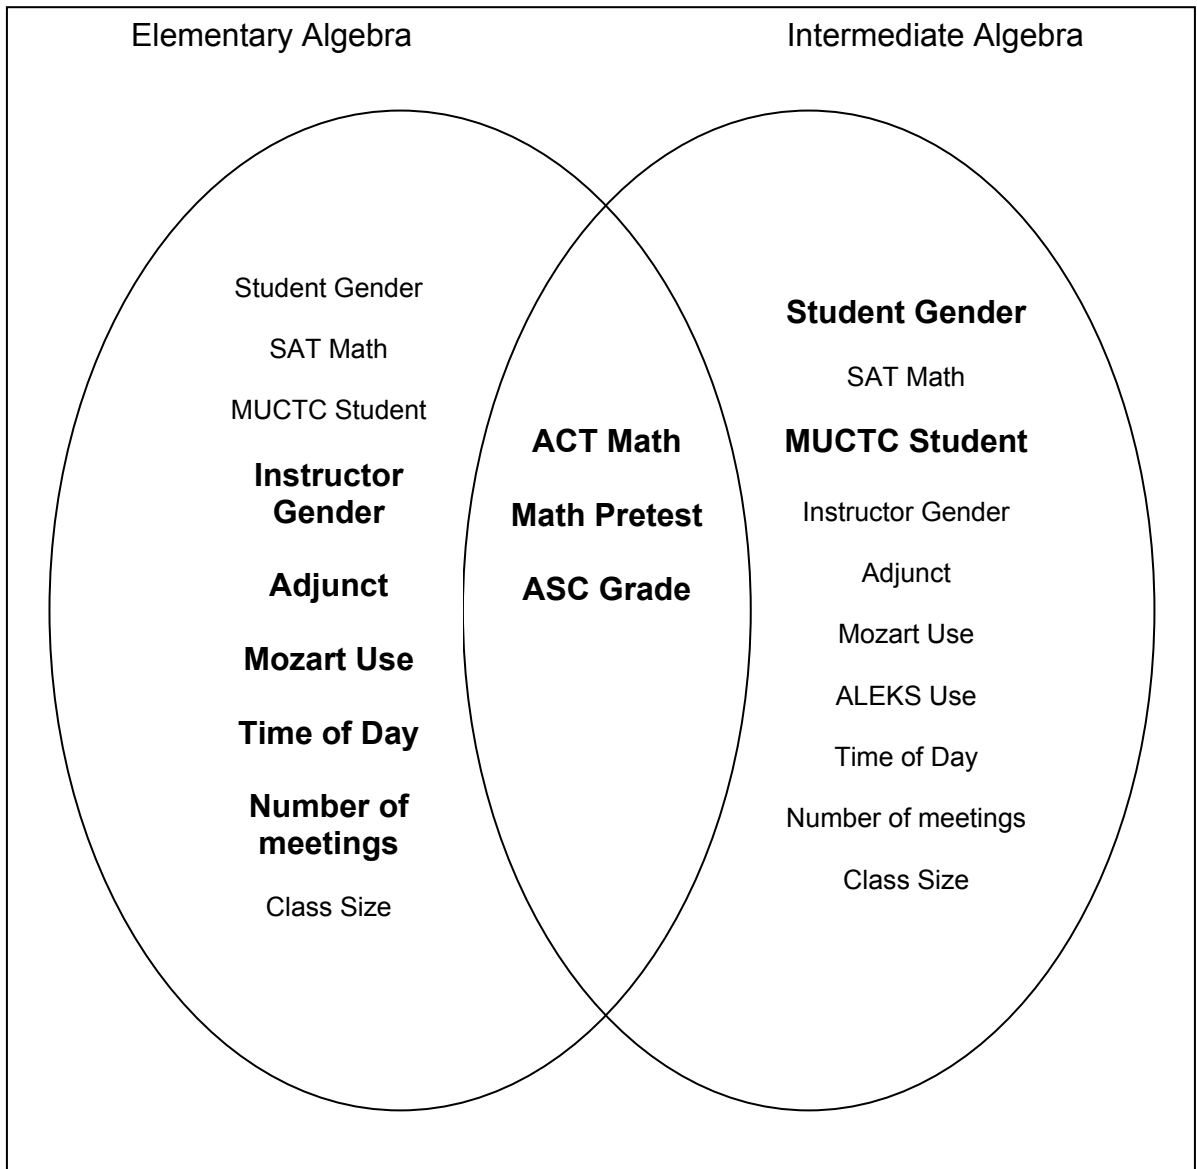 Elementary Algebra
Intermediate Algebra
Student Gender
SAT Math
MUCTC Student
Instructor
Gender
Adjunct
Mozart Use
Time of Day
Number of
meetings
Class Size
ACT Math
Math Pretest
ASC Grade
Student Gender
SAT Math
MUCTC Student
Instructor Gender
Adjunct
Mozart Use
ALEKS Use
Time of Day
Number of meetings
Class Size